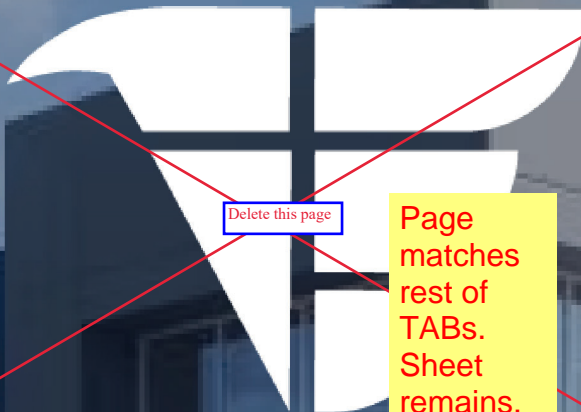 Delete this page
Page
matches
rest of
TABs.
Sheet
remains.